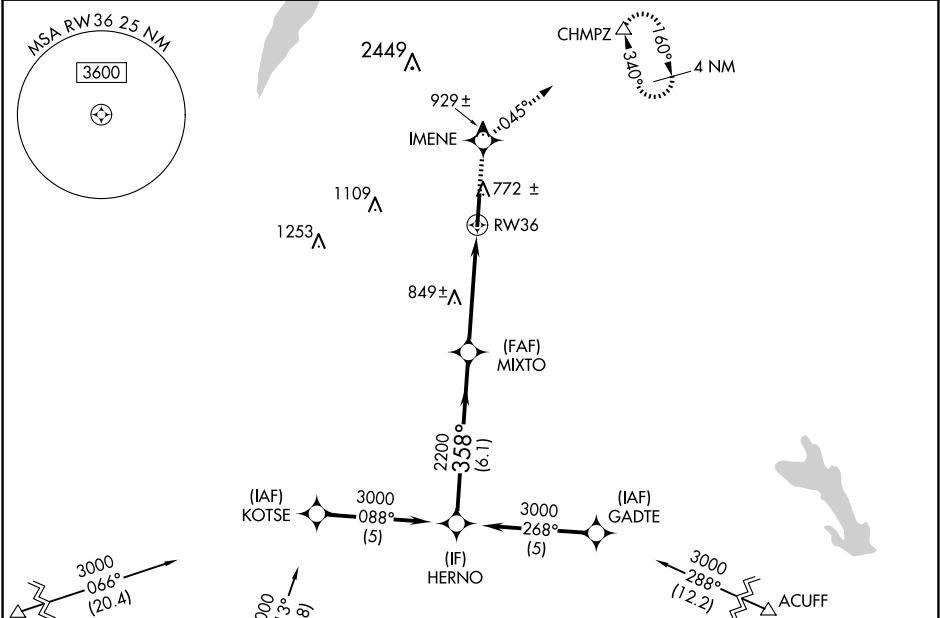 MSA RW36 25 NM
3600
2449
CHMPZ
160°
340°
4 NM
929 ±
045°
IMENE
772 ±
1109
RW36
1253
849 ±
(FAF)
MIXTO
2200
358°
(6.1)
(IAF)
KOTSE
3000
088°
(5)
3000
268°
(5)
(IAF)
GADTE
(IF)
HERNO
3000
066°
(20.4)
3000
288°
(12.2)
ACUFF